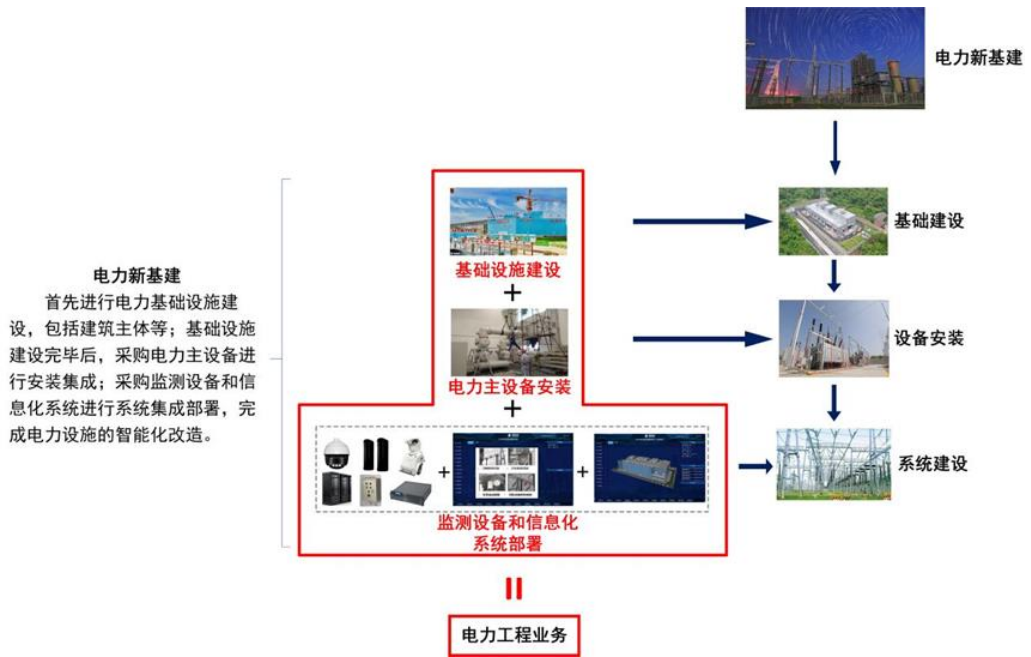 电力新基建
电力新基建
首先进行电力基础设施建
设，包括建筑主体等；基础设施
建设完毕后，采购电力主设备进
行安装集成；采购监测设备和信
息化系统进行系统集成部署，完
成电力设施的智能化改造。
基础设施建设
+
电力主设备安装
+
+
+
监测设备和信息化
系统部署
电力工程业务
基础建设
设备安装
系统建设